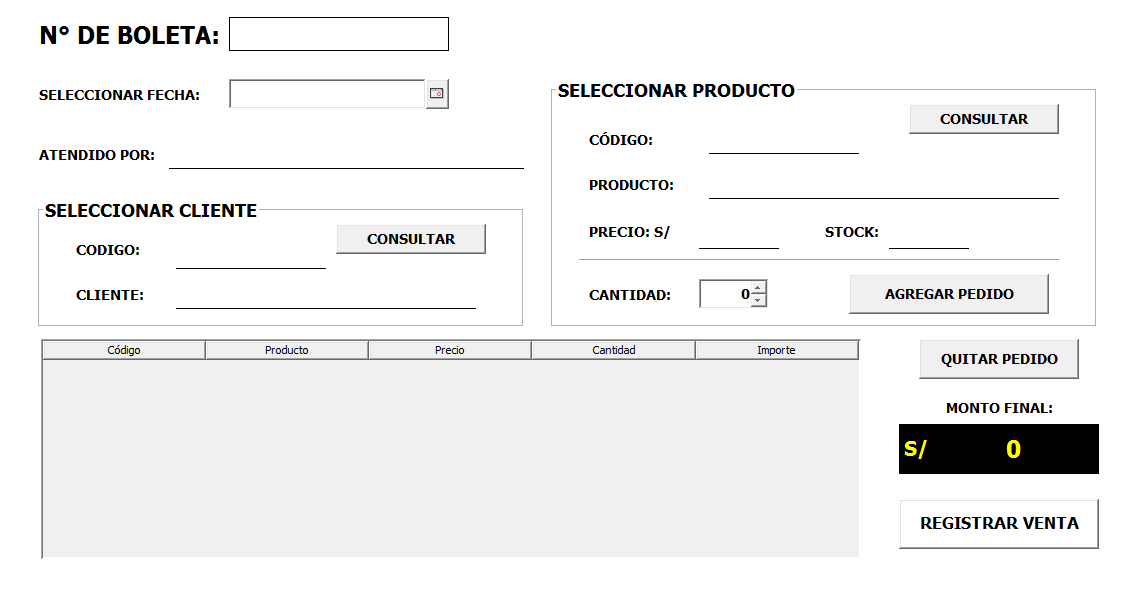 N° DE BOLETA:
SELECCIONAR FECHA:
ATENDIDO POR:
SELECCIONAR CLIENTE
CODIGO:
CONSULTAR
CLIENTE:
SELECCIONAR PRODUCTO
CONSULTAR
CÓDIGO:
PRODUCTO:
PRECIO: S/ STOCK:
CANTIDAD: 0 AGREGAR PEDIDO
Código Producto Precio Cantidad Importe
QUITAR PEDIDO
MONTO FINAL:
S/ 0
REGISTRAR VENTA